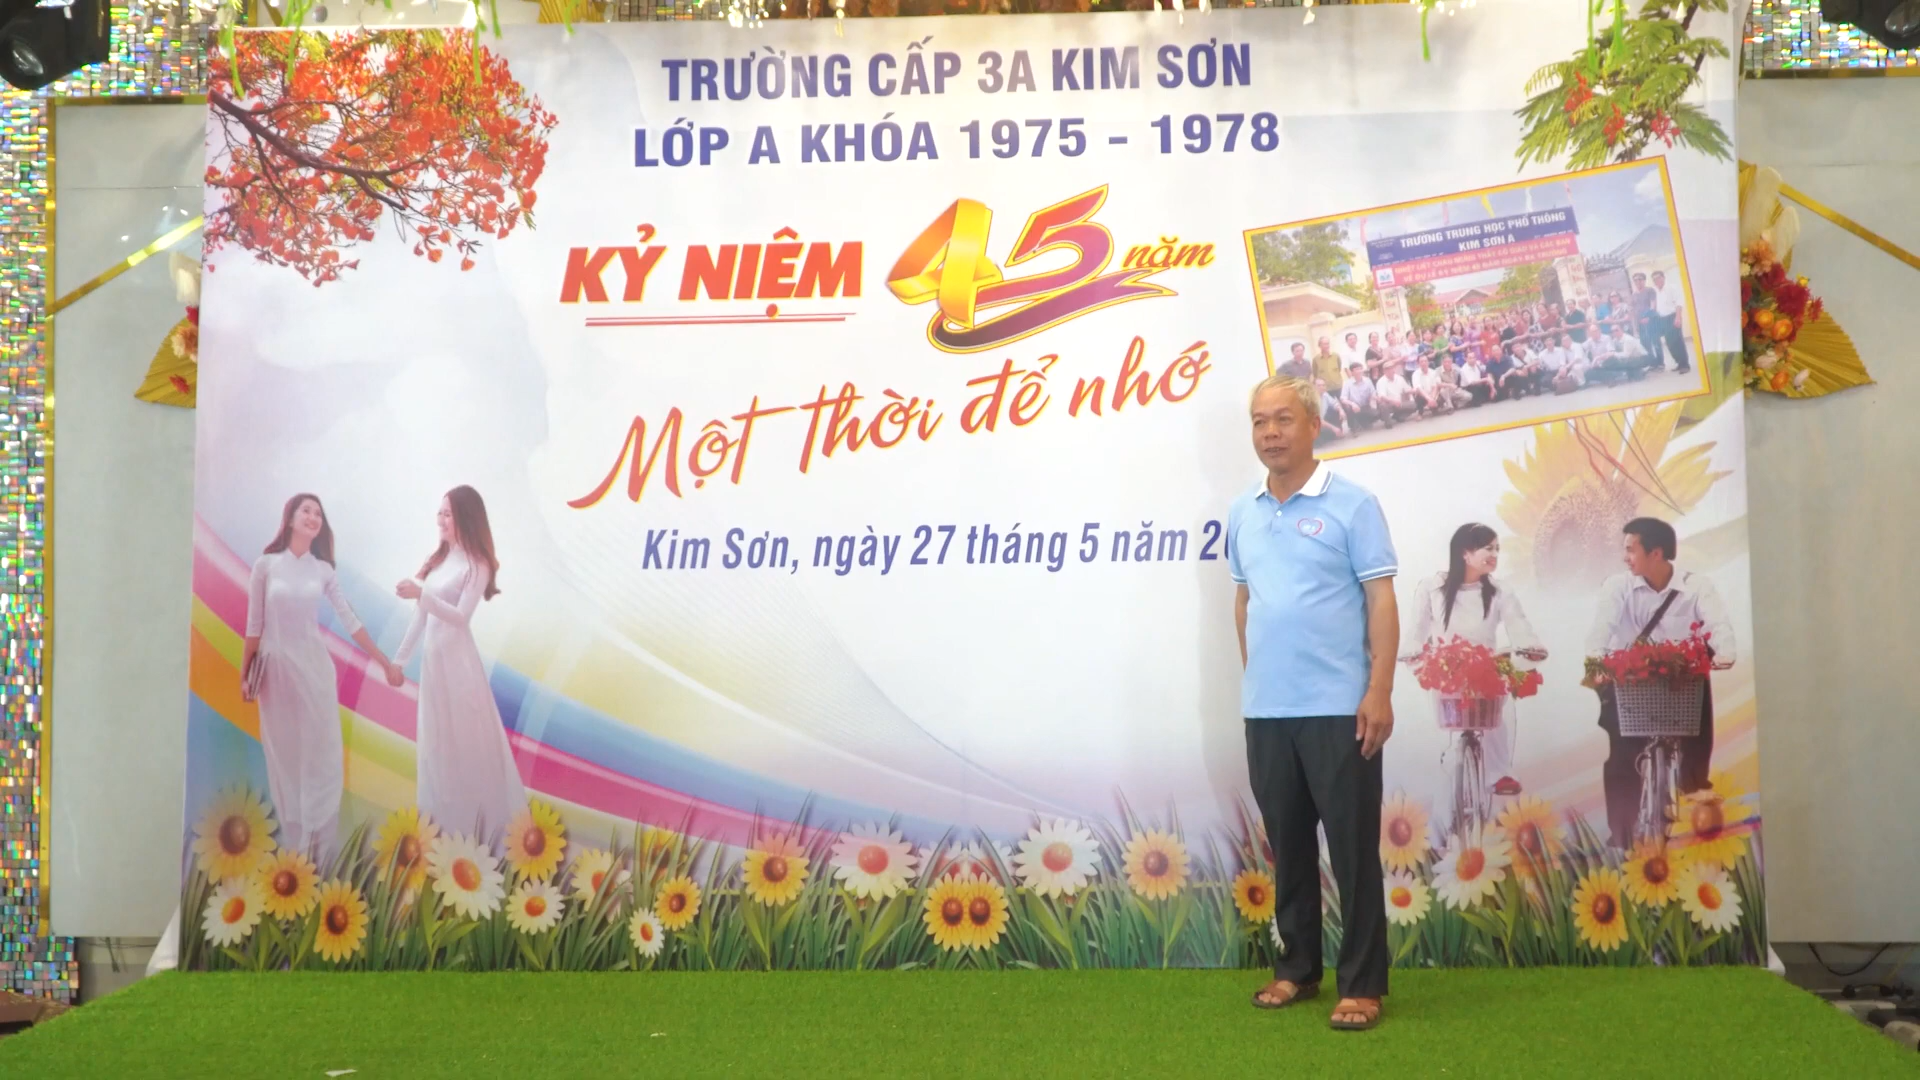 TRƯỜNG CẤP 3A KIM SƠN
LỚP A KHÓA 1975 - 1978
KỶ NIỆM 45 năm
Một thời để nhớ
Kim Sơn, ngày 27 tháng 5 năm
TRƯỜNG TRUNG HỌC PHỔ THÔNG
KIM SƠN A